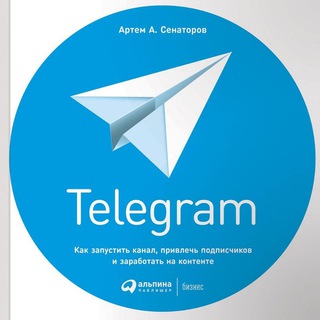 Артем А. Сенаторов
Telegram
Как запустить канал, привлечь подписчиков
и заработать на контенте
альпина
ПАБЛИШЕР
бизнес